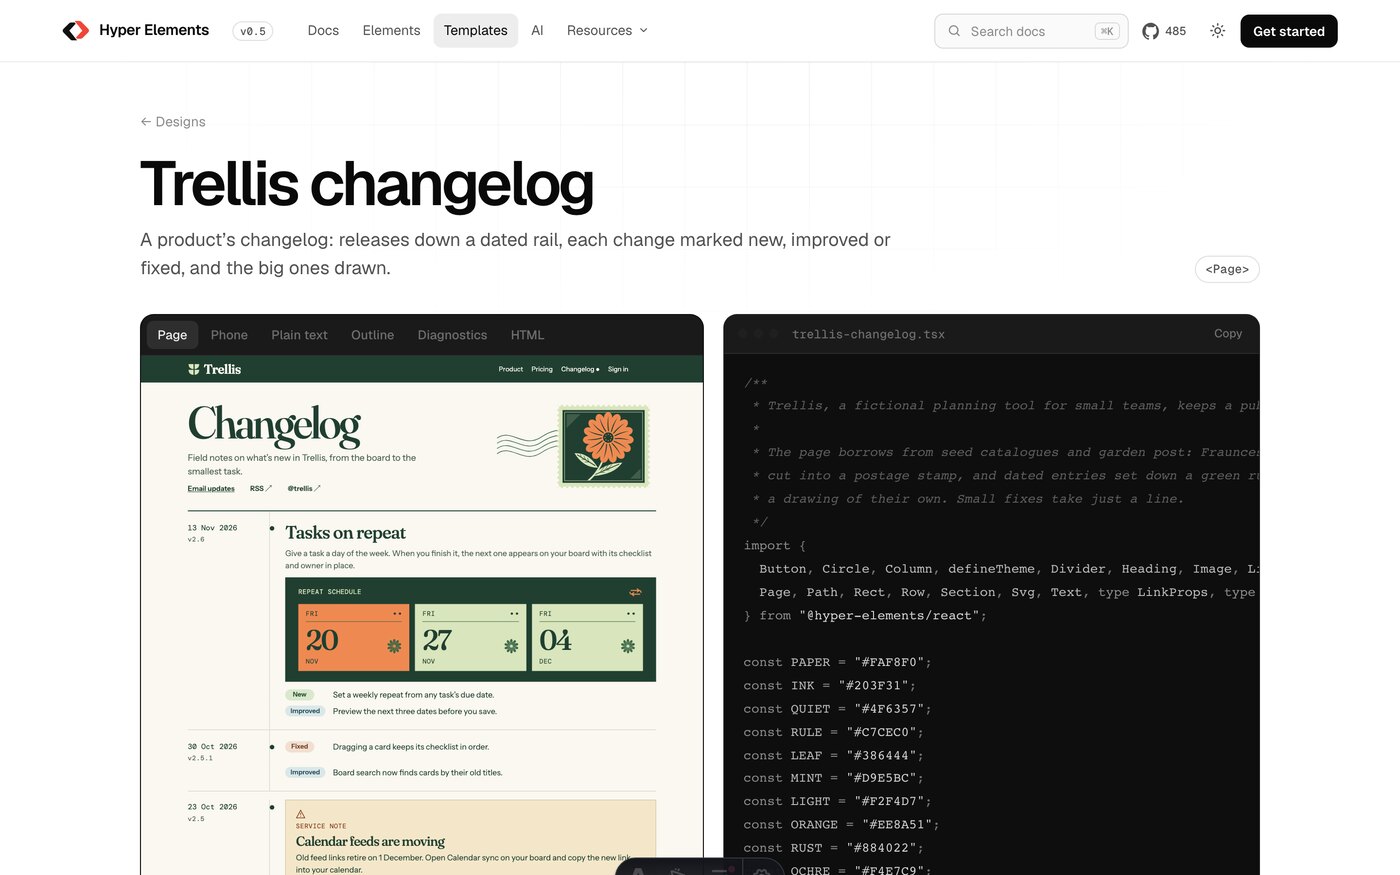 Hyper Elements
v0.5
Docs
Elements
Templates
AI
Resources
Search docs
⌘K
485
Get started
← Designs
Trellis changelog
A product’s changelog: releases down a dated rail, each change marked new, improved or
fixed, and the big ones drawn.
<Page>
Page
Phone
Plain text
Outline
Diagnostics
HTML
Trellis
Product
Pricing
Changelog
Sign in
Changelog
Field notes on what’s new in Trellis, from the board to the
smallest task.
Email updates
RSS ↗
@trellis ↗
13 Nov 2026
v2.6
Tasks on repeat
Give a task a day of the week. When you finish it, the next one appears on your board with its checklist
and owner in place.
REPEAT SCHEDULE
FRI
20
NOV
FRI
27
NOV
FRI
04
DEC
New
Set a weekly repeat from any task’s due date.
Improved
Preview the next three dates before you save.
30 Oct 2026
v2.5.1
Fixed
Dragging a card keeps its checklist in order.
Improved
Board search now finds cards by their old titles.
23 Oct 2026
v2.5
SERVICE NOTE
Calendar feeds are moving
Old feed links retire on 1 December. Open Calendar sync on your board and copy the new link
into your calendar.
trellis-changelog.tsx
Copy
/**
* Trellis, a fictional planning tool for small teams, keeps a
*
* The page borrows from seed catalogues and garden post:
* cut into a postage stamp, and dated entries set down a green
* a drawing of their own. Small fixes take just a line.
*/
import {
Button, Circle, Column, defineTheme, Divider, Heading, Image,
Page, Path, Rect, Row, Section, Svg, Text, type LinkProps, type
} from "@hyper-elements/react";
const PAPER = "#FAF8F0";
const INK = "#203F31";
const QUIET = "#4F6357";
const RULE = "#C7CEC0";
const LEAF = "#386444";
const MINT = "#D9E5BC";
const LIGHT = "#F2F4D7";
const ORANGE = "#EE8A51";
const RUST = "#884022";
const OCHRE = "#F4E7C9";